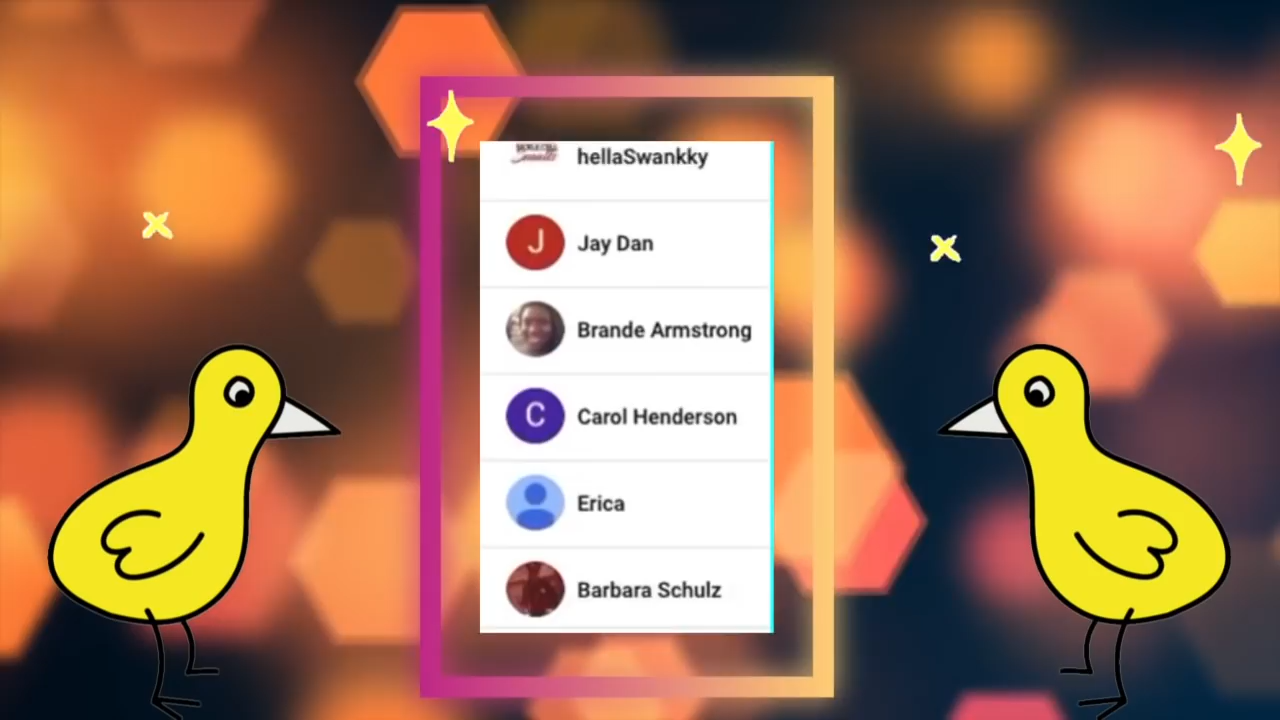 hellaSwankky
J
Jay Dan
Brande Armstrong
C
Carol Henderson
Erica
Barbara Schulz